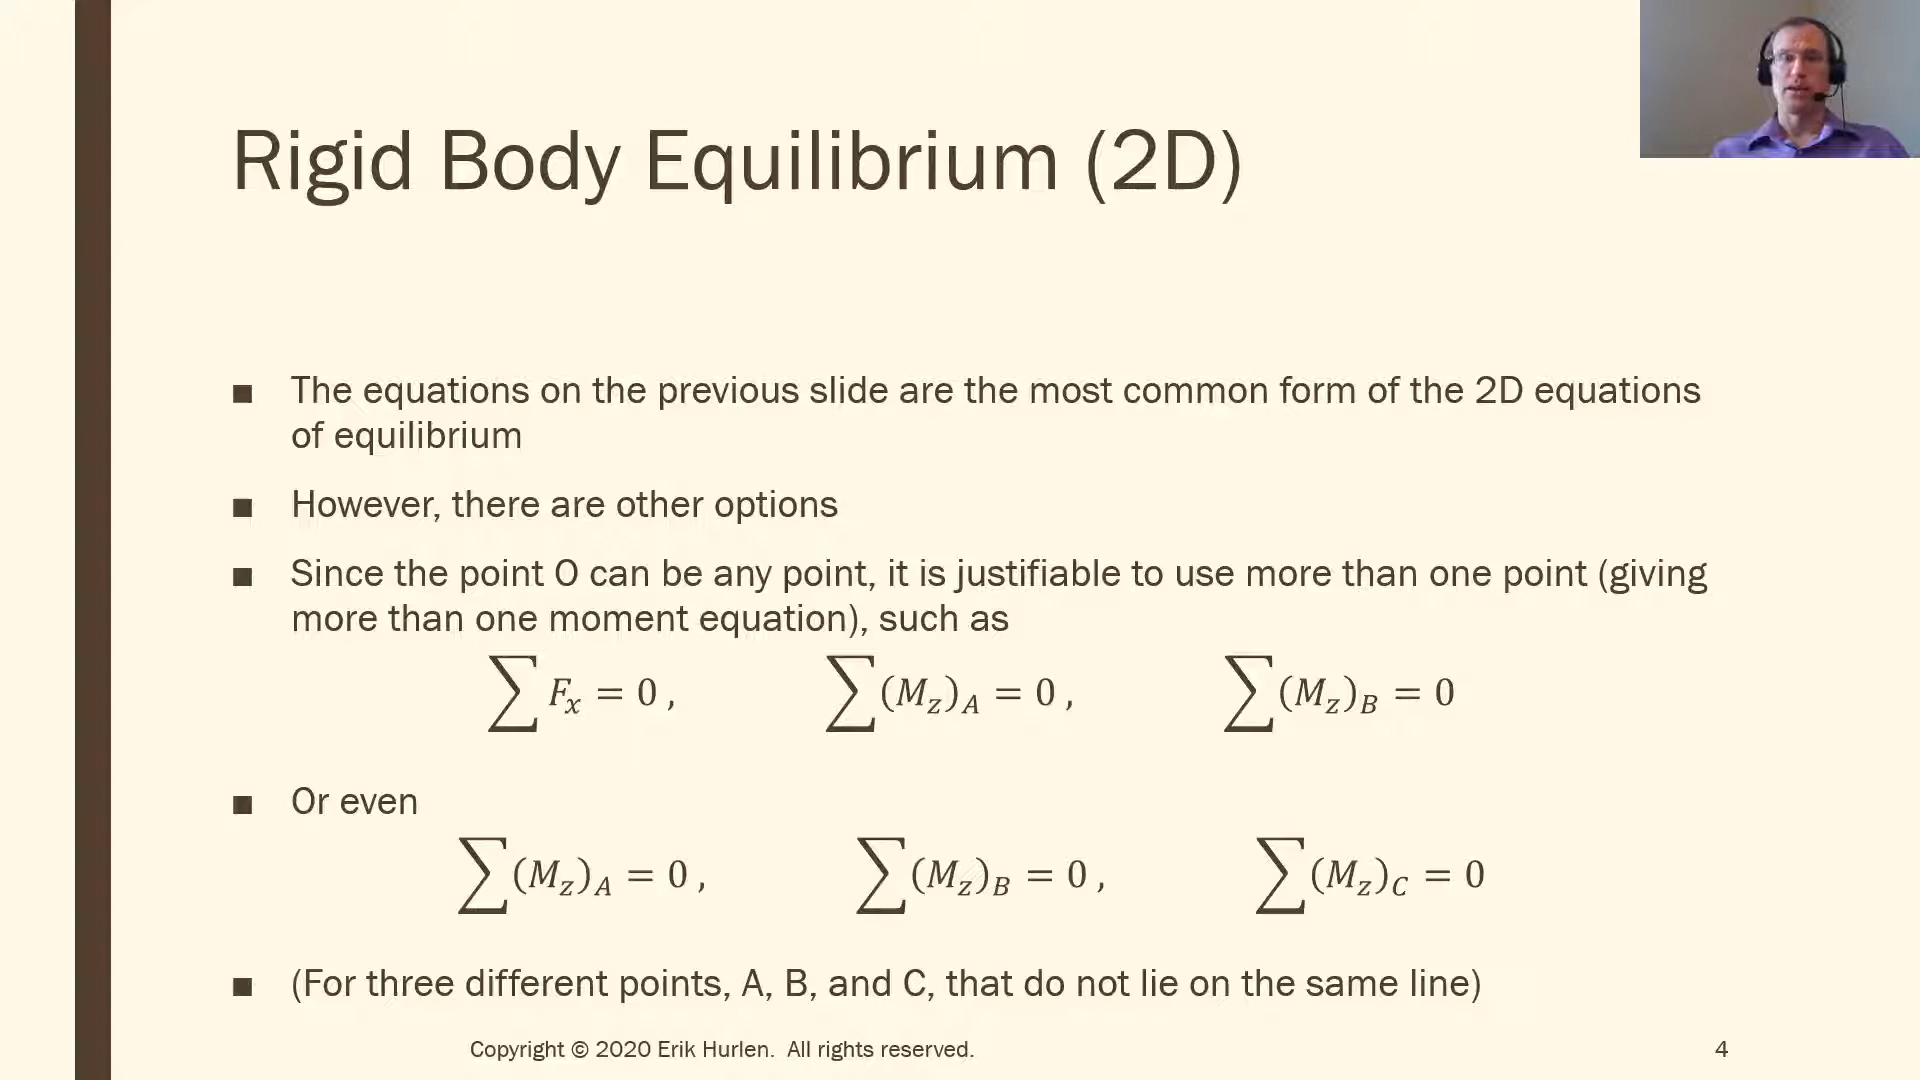 Rigid Body Equilibrium (2D)
■ The equations on the previous slide are the most common form of the 2D equations
of equilibrium
■ However, there are other options
■ Since the point O can be any point, it is justifiable to use more than one point (giving
more than one moment equation), such as
∑ Fₓ = 0 , ∑(M_z)_A = 0 , ∑(M_z)_B = 0
■ Or even
∑(M_z)_A = 0 , ∑(M_z)_B = 0 , ∑(M_z)_C = 0
■ (For three different points, A, B, and C, that do not lie on the same line)
Copyright © 2020 Erik Hurlen. All rights reserved. 4